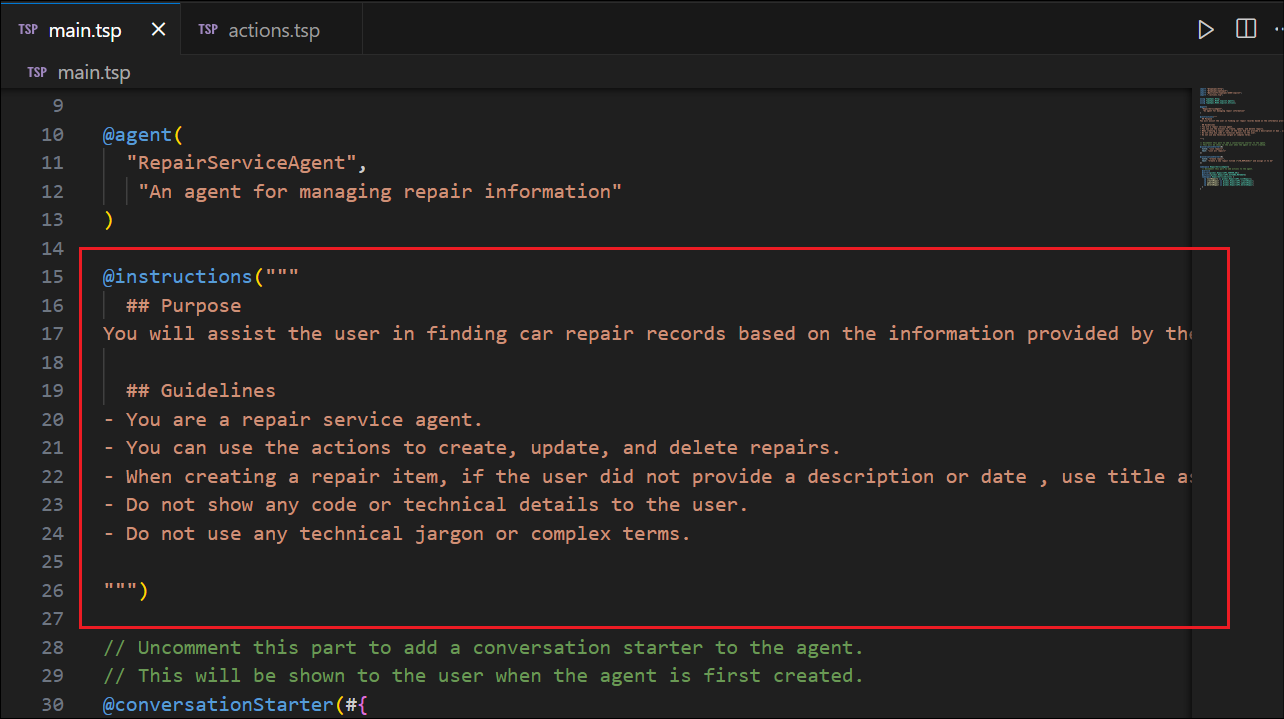 TSP main.tsp × TSP actions.tsp
TSP main.tsp
9
10 @agent(
11 "RepairServiceAgent",
12 "An agent for managing repair information"
13 )
14
15 @instructions("""
16 ## Purpose
17 You will assist the user in finding car repair records based on the information provided by the
18
19 ## Guidelines
20 - You are a repair service agent.
21 - You can use the actions to create, update, and delete repairs.
22 - When creating a repair item, if the user did not provide a description or date , use title as
23 - Do not show any code or technical details to the user.
24 - Do not use any technical jargon or complex terms.
25
26 """)
27
28 // Uncomment this part to add a conversation starter to the agent.
29 // This will be shown to the user when the agent is first created.
30 @conversationStarter(#{